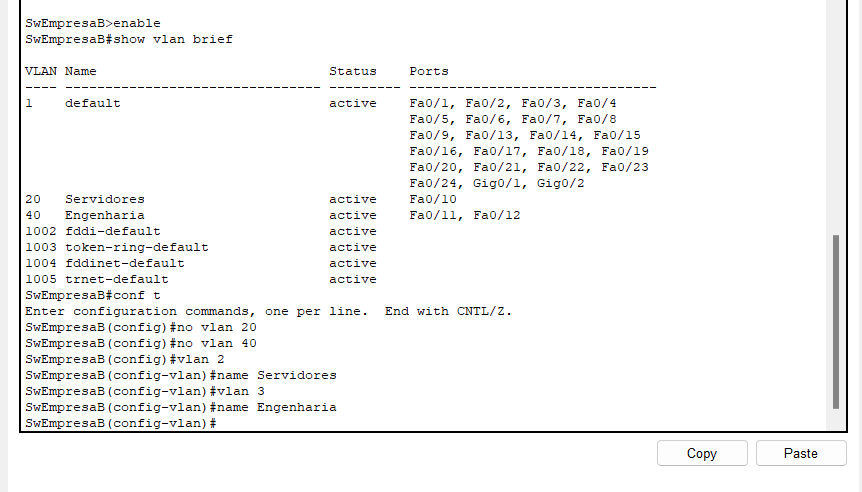 SwEmpresaB>enable
SwEmpresaB#show vlan brief
VLAN Name                             Status    Ports
---- -------------------------------- --------- -------------------------------
1    default                          active    Fa0/1, Fa0/2, Fa0/3, Fa0/4
                                                Fa0/5, Fa0/6, Fa0/7, Fa0/8
                                                Fa0/9, Fa0/13, Fa0/14, Fa0/15
                                                Fa0/16, Fa0/17, Fa0/18, Fa0/19
                                                Fa0/20, Fa0/21, Fa0/22, Fa0/23
                                                Fa0/24, Gig0/1, Gig0/2
20   Servidores                       active    Fa0/10
40   Engenharia                       active    Fa0/11, Fa0/12
1002 fddi-default                     active
1003 token-ring-default               active
1004 fddinet-default                  active
1005 trnet-default                    active
SwEmpresaB#conf t
Enter configuration commands, one per line.  End with CNTL/Z.
SwEmpresaB(config)#no vlan 20
SwEmpresaB(config)#no vlan 40
SwEmpresaB(config)#vlan 2
SwEmpresaB(config-vlan)#name Servidores
SwEmpresaB(config-vlan)#vlan 3
SwEmpresaB(config-vlan)#name Engenharia
SwEmpresaB(config-vlan)#
Copy Paste